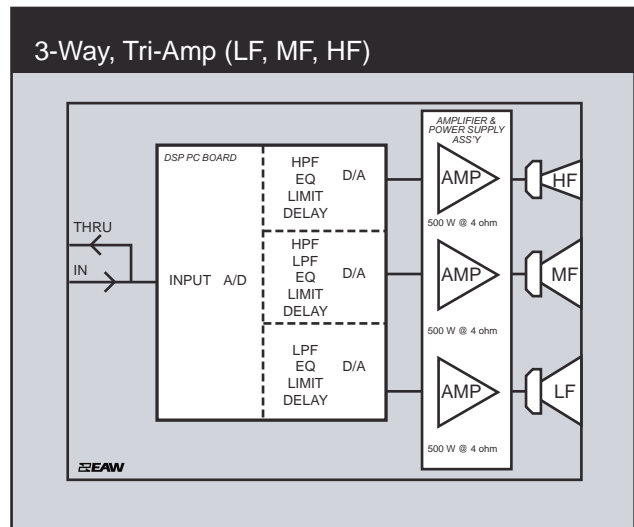 3-Way, Tri-Amp (LF, MF, HF)
AMPLIFIER &
POWER SUPPLY
ASS'Y
DSP PC BOARD
HPF
EQ
LIMIT
DELAY
D/A
AMP
HF
500 W @ 4 ohm
THRU
IN
INPUT A/D
HPF
LPF
EQ
LIMIT
DELAY
D/A
AMP
MF
500 W @ 4 ohm
LPF
EQ
LIMIT
DELAY
D/A
AMP
LF
500 W @ 4 ohm
EAW